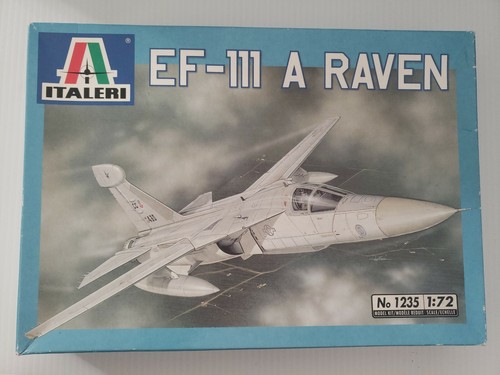 ITALERI
®
EF-111 A RAVEN
No 1235 1:72
MODEL KIT/MODELE REDUIT SCALE/ECHELLE